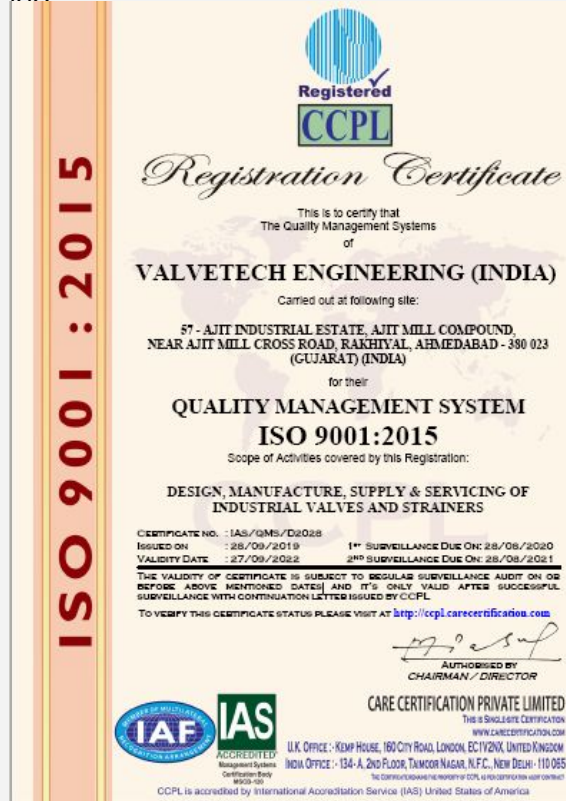 ISO 9001 : 2015
Registered
CCPL
Registration Certificate
This is to certify that
The Quality Management Systems
of
VALVETECH ENGINEERING (INDIA)
Carried out at following site:
57 - AJIT INDUSTRIAL ESTATE, AJIT MILL COMPOUND,
NEAR AJIT MILL CROSS ROAD, RAKHIYAL, AHMEDABAD - 380 023
(GUJARAT) (INDIA)
for their
QUALITY MANAGEMENT SYSTEM
ISO 9001:2015
Scope of Activities covered by this Registration:
DESIGN, MANUFACTURE, SUPPLY & SERVICING OF
INDUSTRIAL VALVES AND STRAINERS
CERTIFICATE NO. : IAS/QMS/D2028
ISSUED ON : 28/09/2019 1ST SURVEILLANCE DUE ON: 28/08/2020
VALIDITY DATE : 27/09/2022 2ND SURVEILLANCE DUE ON: 28/08/2021
THE VALIDITY OF CERTIFICATE IS SUBJECT TO REGULAR SURVEILLANCE AUDIT ON OR
BEFORE ABOVE MENTIONED DATES AND IT'S ONLY VALID AFTER SUCCESSFUL
SURVEILLANCE WITH CONTINUATION LETTER ISSUED BY CCPL
TO VERIFY THIS CERTIFICATE STATUS PLEASE VISIT AT http://ccpl.carecertification.com
AUTHORISED BY
CHAIRMAN / DIRECTOR
CARE CERTIFICATION PRIVATE LIMITED
THIS IS SINGLE SITE CERTIFICATION
WWW.CARECERTIFICATION.COM
U.K. OFFICE :- KEMP HOUSE, 160 CITY ROAD, LONDON, EC1V2NX, UNITED KINGDOM
INDIA OFFICE :- 134- A, 2ND FLOOR, TAIMOOR NAGAR, N.F.C., NEW DELHI - 110 065
MEMBER OF MULTILATERAL
IAF
RECOGNITION ARRANGEMENT
IAS
ACCREDITED
Management Systems
Certification Body
MSCB-120
CCPL is accredited by International Accreditation Service (IAS) United States of America
CCPL